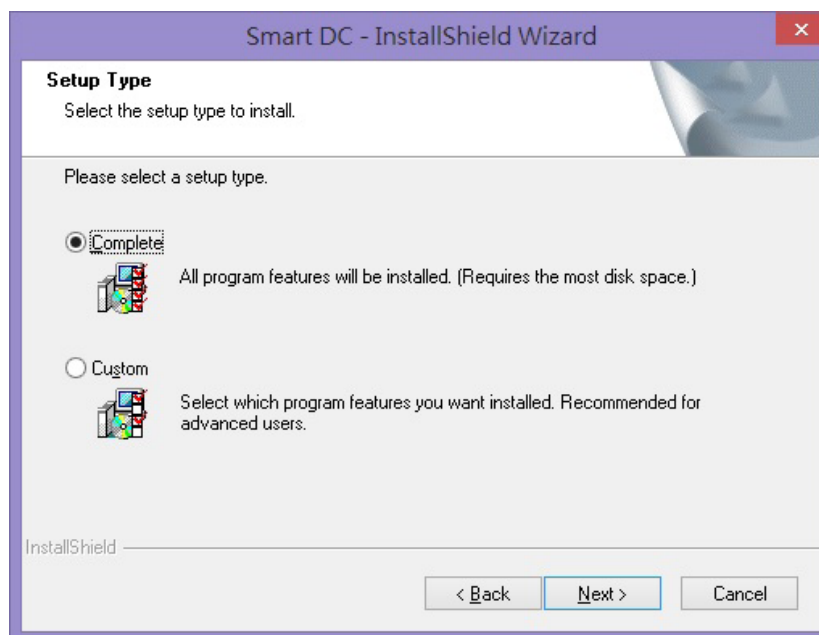 Smart DC - InstallShield Wizard
Setup Type
Select the setup type to install.
Please select a setup type.
Complete
All program features will be installed. (Requires the most disk space.)
Custom
Select which program features you want installed. Recommended for
advanced users.
InstallShield
< Back
Next >
Cancel